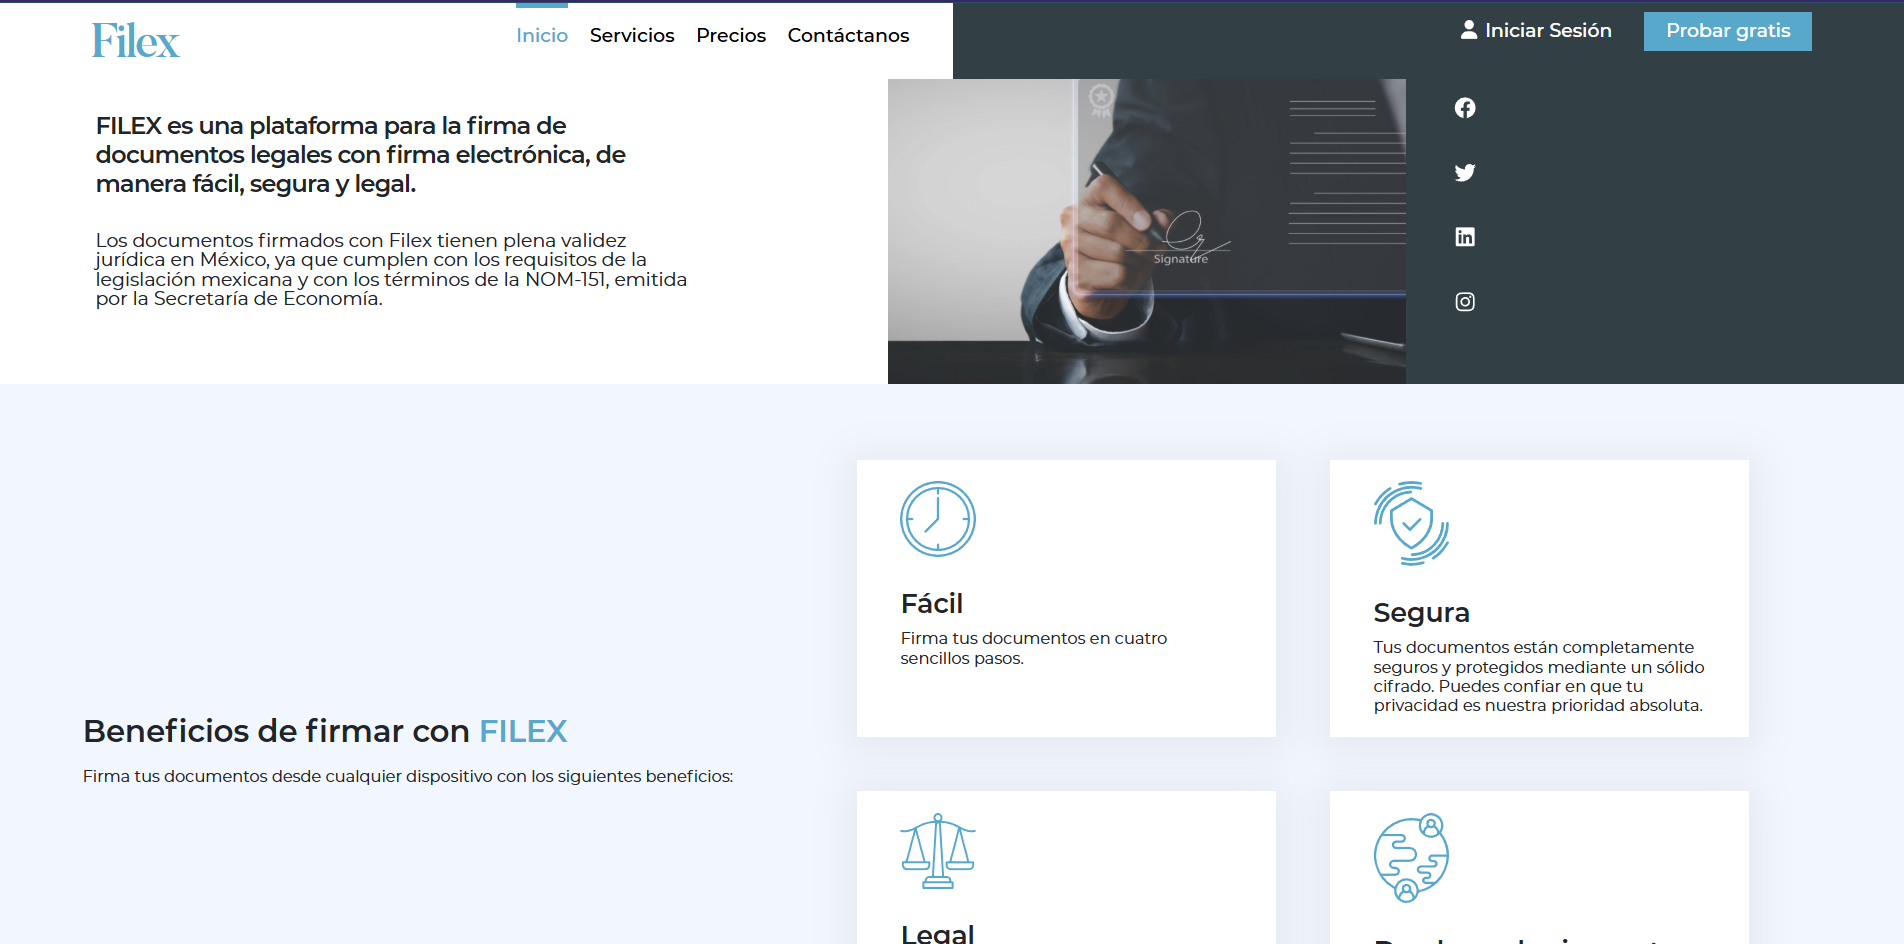 Filex
Inicio Servicios Precios Contáctanos
Iniciar Sesión
Probar gratis
FILEX es una plataforma para la firma de
documentos legales con firma electrónica, de
manera fácil, segura y legal.
Los documentos firmados con Filex tienen plena validez
jurídica en México, ya que cumplen con los requisitos de la
legislación mexicana y con los términos de la NOM-151, emitida
por la Secretaría de Economía.
Signature
Beneficios de firmar con FILEX
Firma tus documentos desde cualquier dispositivo con los siguientes beneficios:
Fácil
Firma tus documentos en cuatro
sencillos pasos.
Segura
Tus documentos están completamente
seguros y protegidos mediante un sólido
cifrado. Puedes confiar en que tu
privacidad es nuestra prioridad absoluta.
Legal